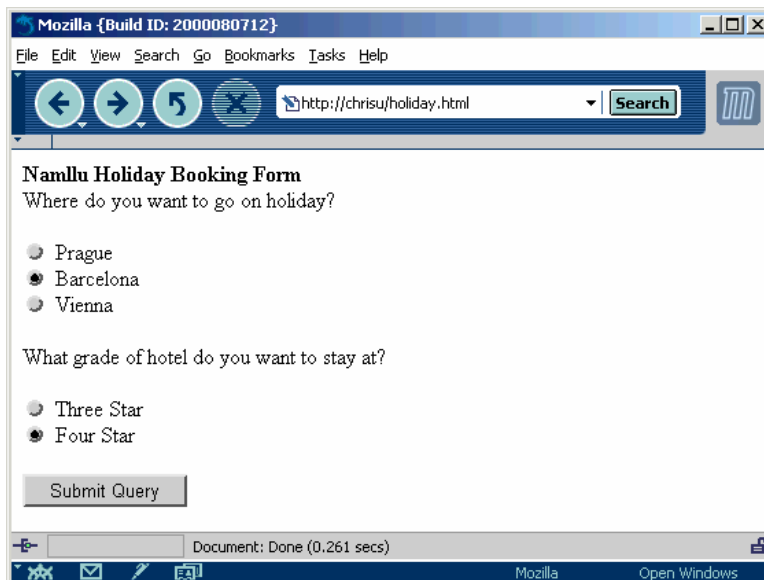 Mozilla {Build ID: 2000080712}
File Edit View Search Go Bookmarks Tasks Help
http://chrisu/holiday.html Search
Namllu Holiday Booking Form
Where do you want to go on holiday?
Prague
Barcelona
Vienna
What grade of hotel do you want to stay at?
Three Star
Four Star
Submit Query
Document: Done (0.261 secs)
Mozilla Open Windows